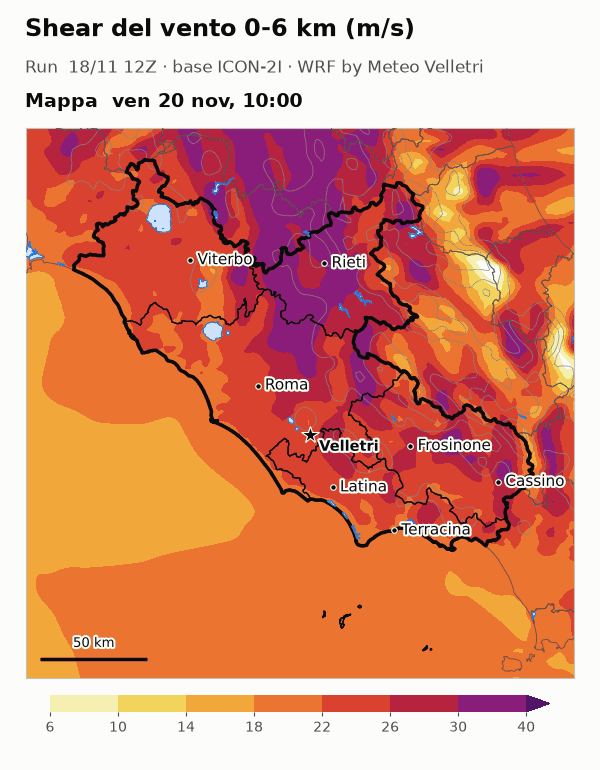 Shear del vento 0-6 km (m/s)
Run  18/11 12Z · base ICON-2I · WRF by Meteo Velletri
Mappa  ven 20 nov, 10:00
Viterbo
Rieti
Roma
Velletri
Frosinone
Latina
Cassino
Terracina
50 km
6 10 14 18 22 26 30 40